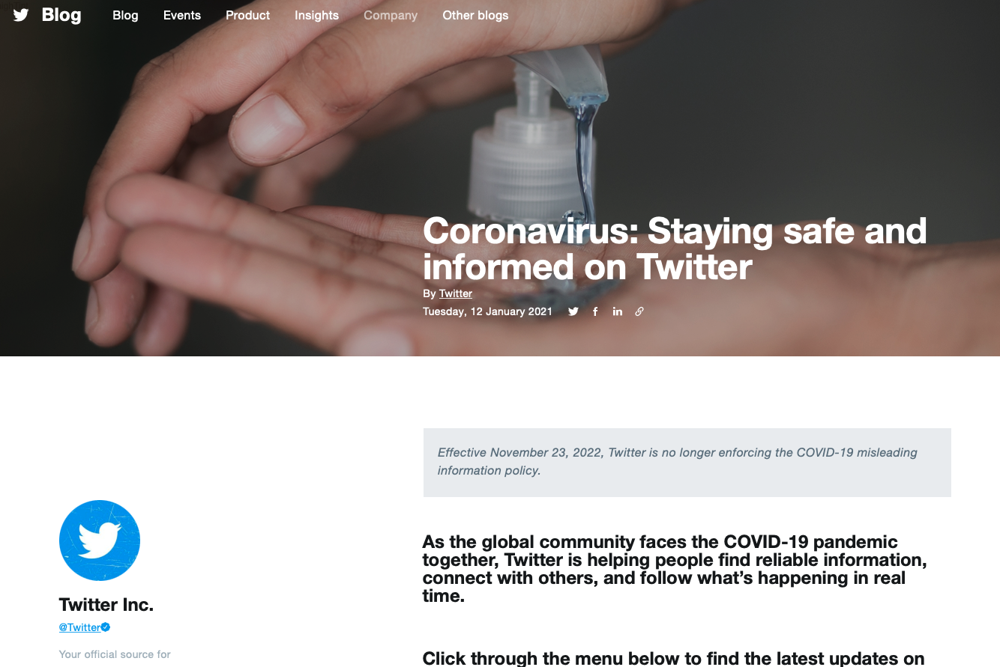 Blog Blog Events Product Insights Company Other blogs
Coronavirus: Staying safe and
informed on Twitter
By Twitter
Tuesday, 12 January 2021 f in
Effective November 23, 2022, Twitter is no longer enforcing the COVID-19 misleading
information policy.
As the global community faces the COVID-19 pandemic
together, Twitter is helping people find reliable information,
connect with others, and follow what’s happening in real
time.
Twitter Inc.
@Twitter
Your official source for
Click through the menu below to find the latest updates on